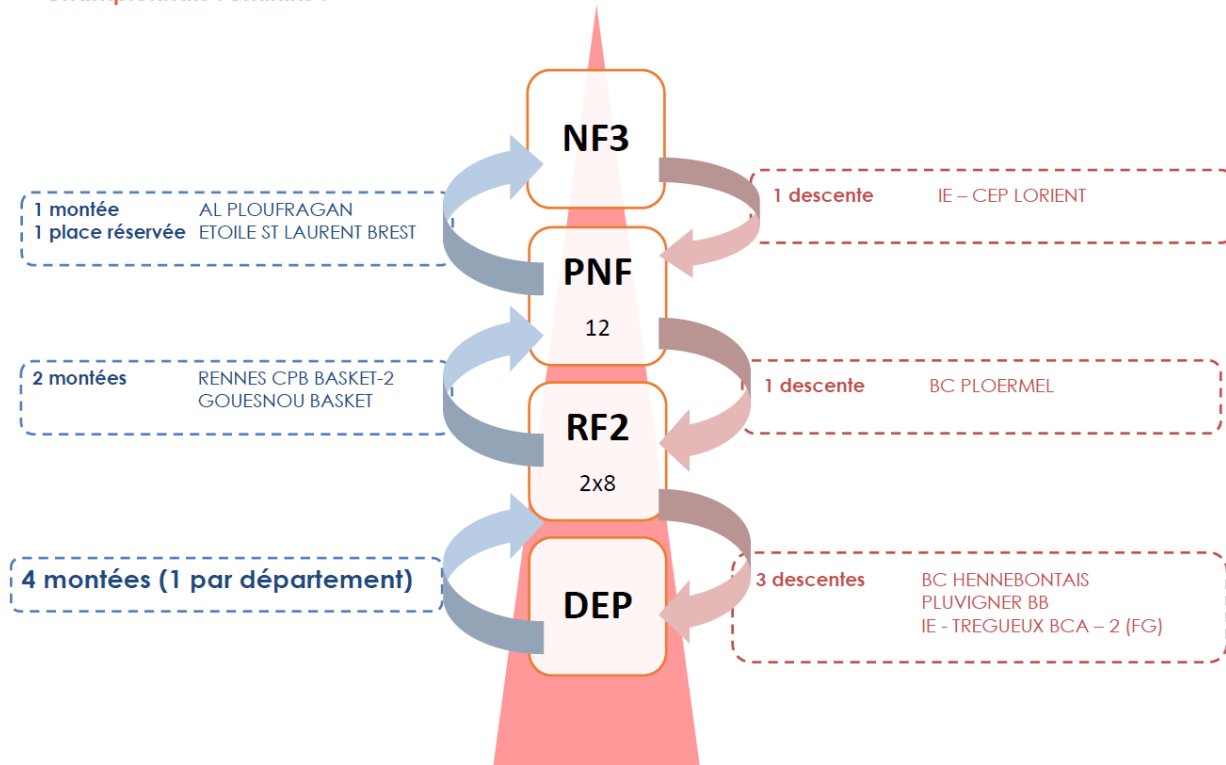 NF3
1 montée AL PLOUFRAGAN
1 place réservée ETOILE ST LAURENT BREST
1 descente IE – CEP LORIENT
PNF
12
2 montées RENNES CPB BASKET-2
GOUESNOU BASKET
1 descente BC PLOERMEL
RF2
2x8
4 montées (1 par département)
3 descentes BC HENNEBONTAIS
PLUVIGNER BB
IE - TREGUEUX BCA – 2 (FG)
DEP